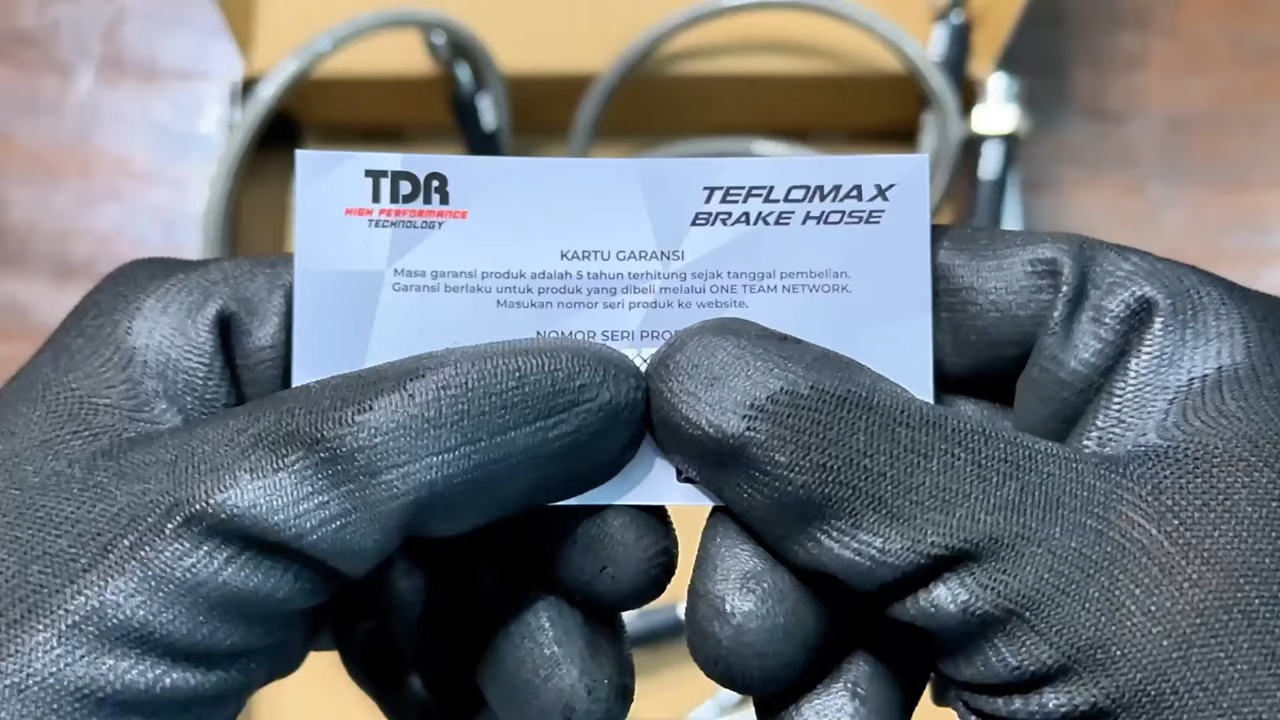 TDR
HIGH PERFORMANCE
TECHNOLOGY
TEFLOMAX
BRAKE HOSE
KARTU GARANSI
Masa garansi produk adalah 5 tahun terhitung sejak tanggal pembelian.
Garansi berlaku untuk produk yang dibeli melalui ONE TEAM NETWORK.
Masukan nomor seri produk ke website.
NOMOR SERI